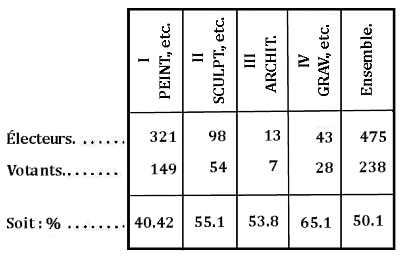 I PEINT., etc. II SCULPT., etc. III ARCHIT. IV GRAV., etc. Ensemble.
Électeurs. ...... 321 98 13 43 475
Votants........ 149 54 7 28 238
Soit : % ........ 40.42 55.1 53.8 65.1 50.1